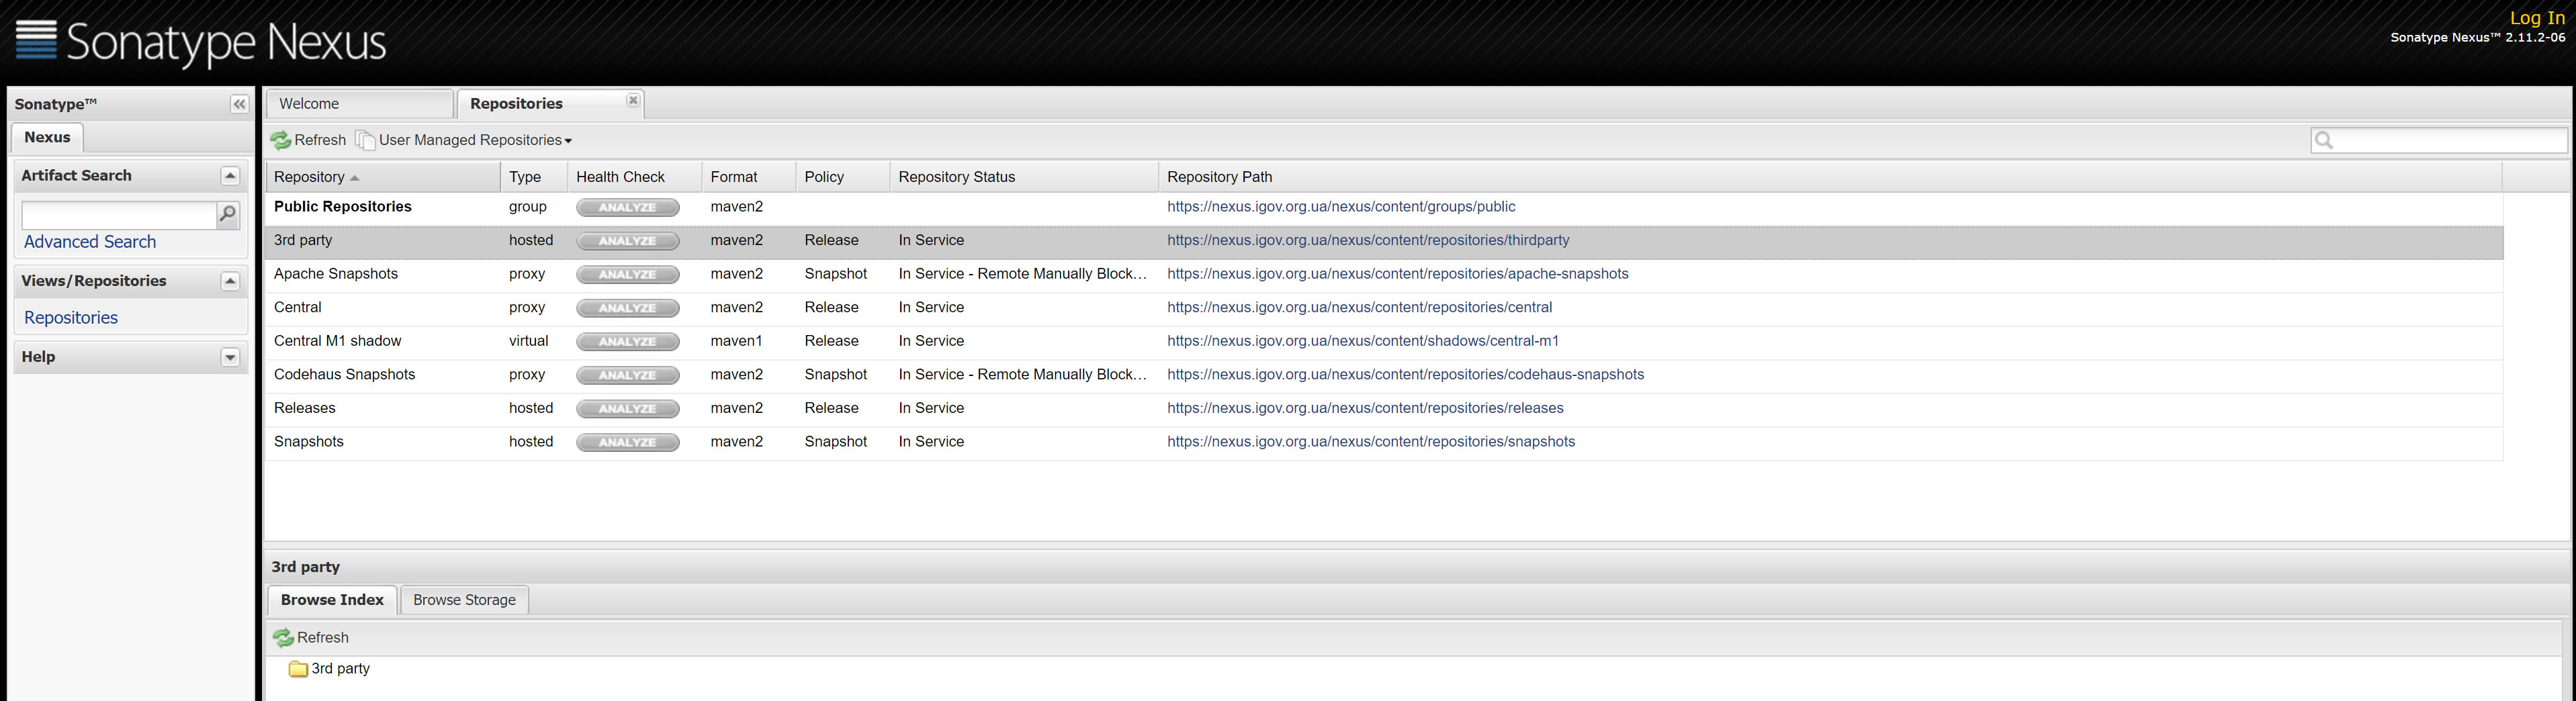 Sonatype Nexus
Log In
Sonatype Nexus™ 2.11.2-06
Sonatype™
Nexus
Artifact Search
Advanced Search
Views/Repositories
Repositories
Help
Welcome
Repositories
Refresh
User Managed Repositories
Repository Type Health Check Format Policy Repository Status Repository Path
Public Repositories group ANALYZE maven2 https://nexus.igov.org.ua/nexus/content/groups/public
3rd party hosted ANALYZE maven2 Release In Service https://nexus.igov.org.ua/nexus/content/repositories/thirdparty
Apache Snapshots proxy ANALYZE maven2 Snapshot In Service - Remote Manually Block... https://nexus.igov.org.ua/nexus/content/repositories/apache-snapshots
Central proxy ANALYZE maven2 Release In Service https://nexus.igov.org.ua/nexus/content/repositories/central
Central M1 shadow virtual ANALYZE maven1 Release In Service https://nexus.igov.org.ua/nexus/content/shadows/central-m1
Codehaus Snapshots proxy ANALYZE maven2 Snapshot In Service - Remote Manually Block... https://nexus.igov.org.ua/nexus/content/repositories/codehaus-snapshots
Releases hosted ANALYZE maven2 Release In Service https://nexus.igov.org.ua/nexus/content/repositories/releases
Snapshots hosted ANALYZE maven2 Snapshot In Service https://nexus.igov.org.ua/nexus/content/repositories/snapshots
3rd party
Browse Index
Browse Storage
Refresh
3rd party